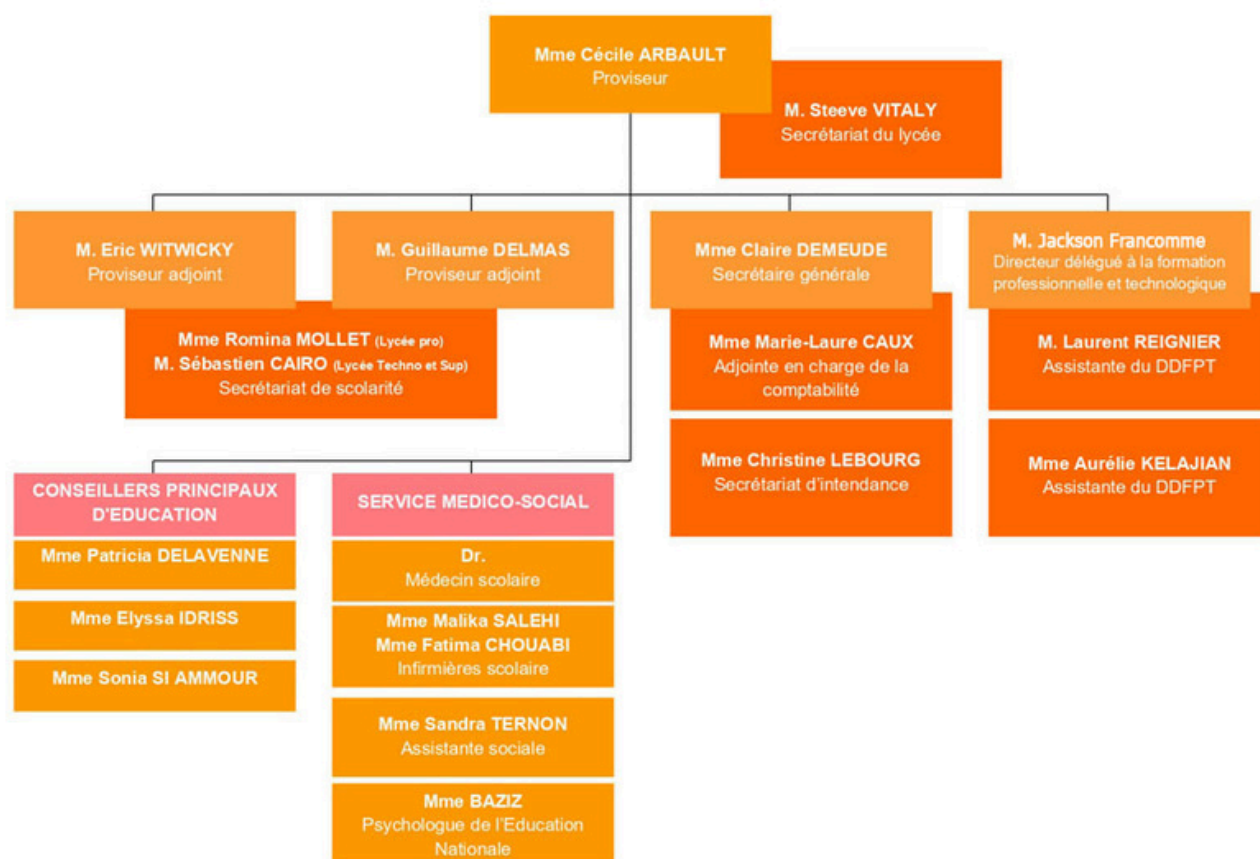 Mme Cécile ARBAULT
Proviseur
M. Steeve VITALY
Secrétariat du lycée
M. Eric WITWICKY
Proviseur adjoint
M. Guillaume DELMAS
Proviseur adjoint
Mme Claire DEMEUDE
Secrétaire générale
M. Jackson Francomme
Directeur délégué à la formation
professionnelle et technologique
Mme Romina MOLLET (Lycée pro)
M. Sébastien CAIRO (Lycée Techno et Sup)
Secrétariat de scolarité
Mme Marie-Laure CAUX
Adjointe en charge de la
comptabilité
M. Laurent REIGNIER
Assistante du DDFPT
Mme Christine LEBOURG
Secrétariat d'intendance
Mme Aurélie KELAJIAN
Assistante du DDFPT
CONSEILLERS PRINCIPAUX
D'EDUCATION
Mme Patricia DELAVENNE
Mme Elyssa IDRISS
Mme Sonia SI AMMOUR
SERVICE MEDICO-SOCIAL
Dr.
Médecin scolaire
Mme Malika SALEHI
Mme Fatima CHOUABI
Infirmières scolaire
Mme Sandra TERNON
Assistante sociale
Mme BAZIZ
Psychologue de l'Education
Nationale